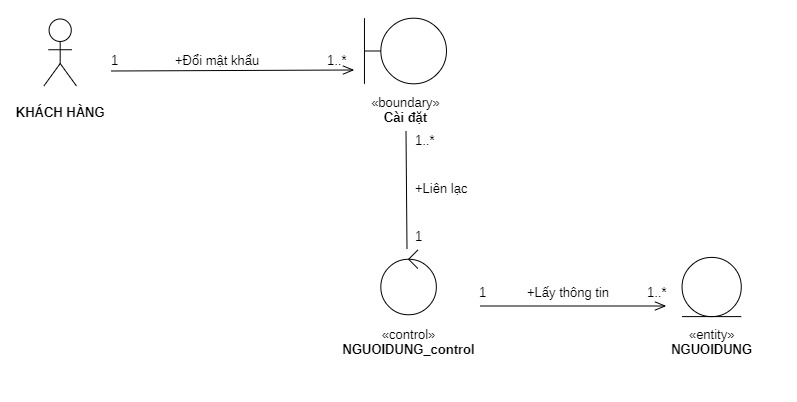 1 +Đổi mật khẩu 1..*
KHÁCH HÀNG
«boundary»
Cài đặt
1..*
+Liên lạc
1
1 +Lấy thông tin 1..*
«control»
NGUOIDUNG_control
«entity»
NGUOIDUNG